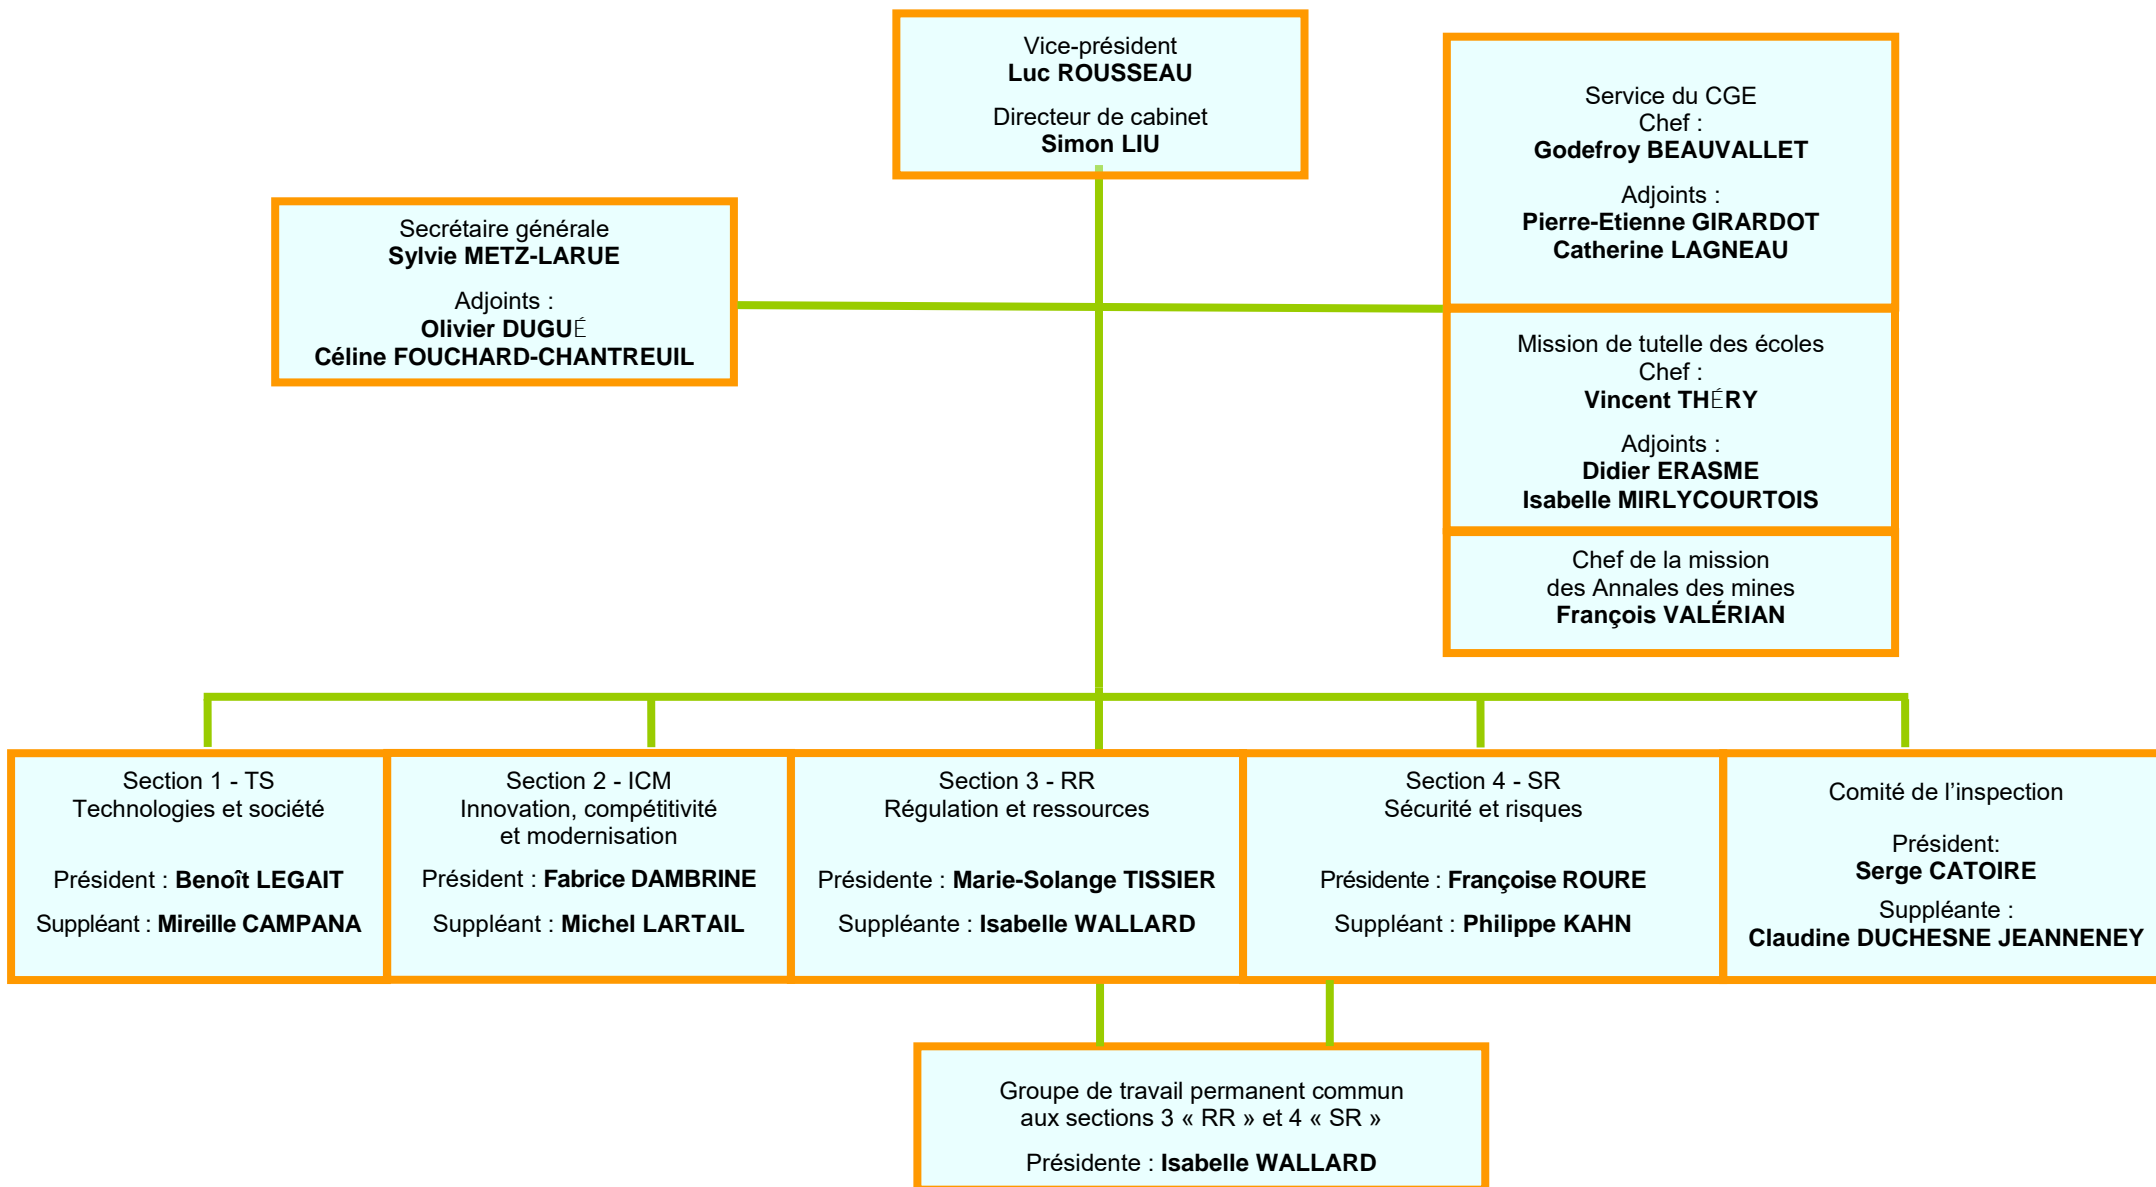 Vice-président
Luc ROUSSEAU
Directeur de cabinet
Simon LIU
Service du CGE
Chef :
Godefroy BEAUVALLET
Adjoints :
Pierre-Etienne GIRARDOT
Catherine LAGNEAU
Secrétaire générale
Sylvie METZ-LARUE
Adjoints :
Olivier DUGUÉ
Céline FOUCHARD-CHANTREUIL
Mission de tutelle des écoles
Chef :
Vincent THÉRY
Adjoints :
Didier ERASME
Isabelle MIRLYCOURTOIS
Chef de la mission
des Annales des mines
François VALÉRIAN
Section 1 - TS
Technologies et société
Président : Benoît LEGAIT
Suppléant : Mireille CAMPANA
Section 2 - ICM
Innovation, compétitivité
et modernisation
Président : Fabrice DAMBRINE
Suppléant : Michel LARTAIL
Section 3 - RR
Régulation et ressources
Présidente : Marie-Solange TISSIER
Suppléante : Isabelle WALLARD
Section 4 - SR
Sécurité et risques
Présidente : Françoise ROURE
Suppléant : Philippe KAHN
Comité de l’inspection
Président:
Serge CATOIRE
Suppléante :
Claudine DUCHESNE JEANNENEY
Groupe de travail permanent commun
aux sections 3 « RR » et 4 « SR »
Présidente : Isabelle WALLARD